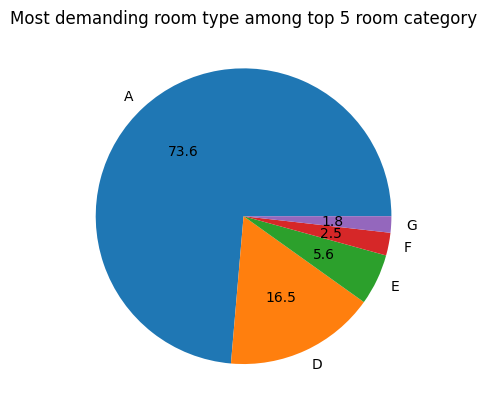 Most demanding room type among top 5 room category
A
73.6
1.8
G
2.5
F
5.6
E
16.5
D